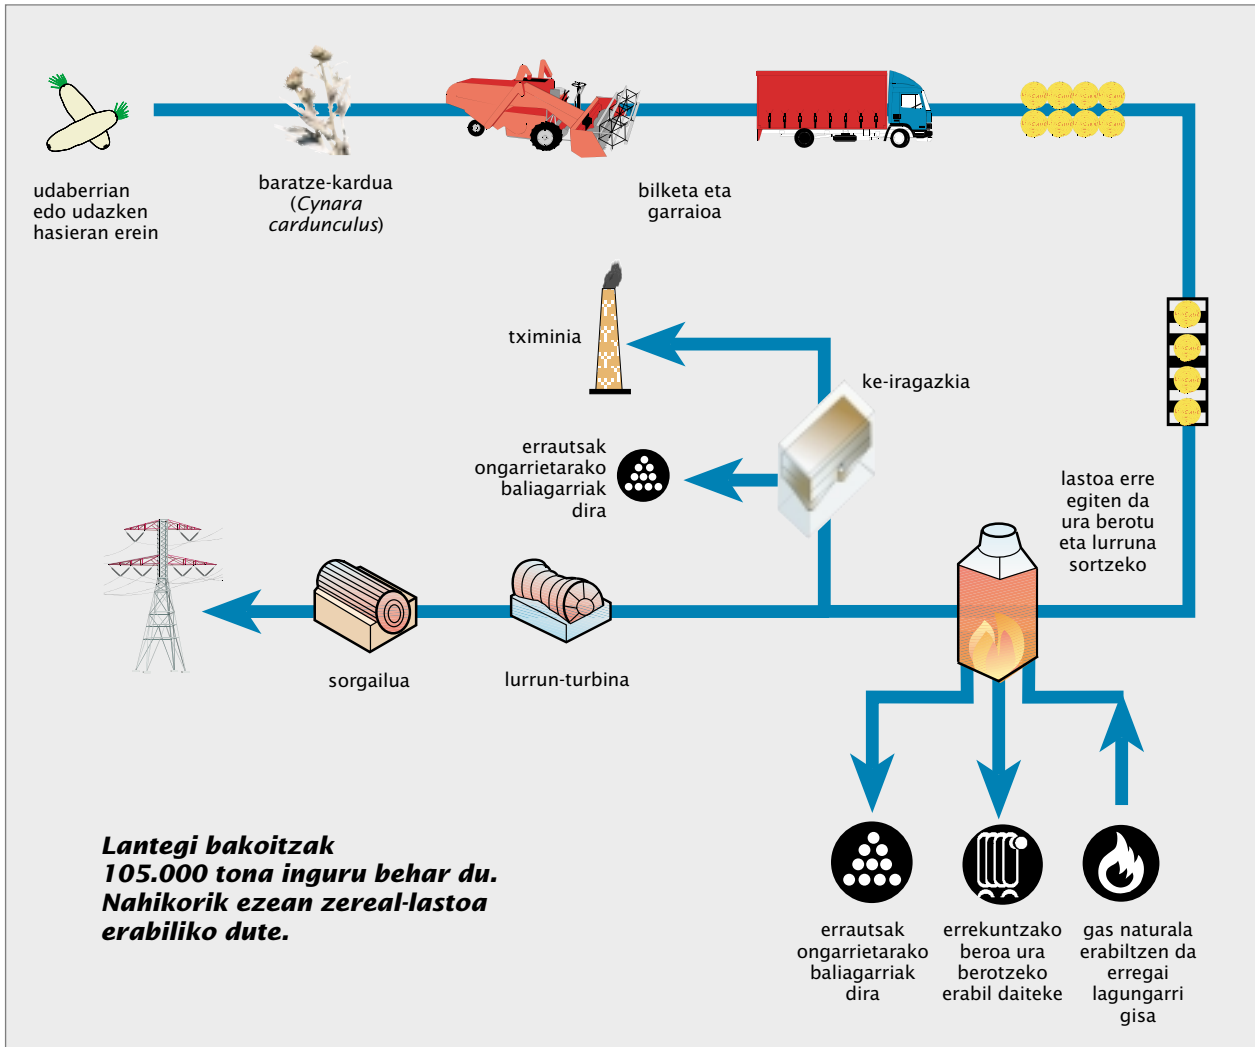 udaberrian
edo udazken
hasieran erein
baratze-kardua
(Cynara
cardunculus)
bilketa eta
garraioa
tximinia
ke-iragazkia
errautsak
ongarrietarako
baliagarriak
dira
lastoa erre
egiten da
ura berotu
eta lurruna
sortzeko
sorgailua
lurrun-turbina
Lantegi bakoitzak
105.000 tona inguru behar du.
Nahikorik ezean zereal-lastoa
erabiliko dute.
errautsak
ongarrietarako
baliagarriak
dira
errekuntzako
beroa ura
berotzeko
erabil daiteke
gas naturala
erabiltzen da
erregai
lagungarri
gisa